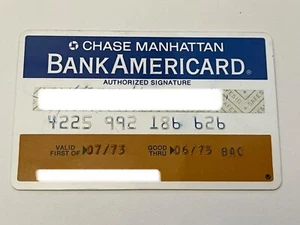 CHASE MANHATTAN
BANKAMERICARD®
AUTHORIZED SIGNATURE
4225 992 186 626
VALID FIRST OF ▶07/73 GOOD THRU ▶06/75 BAC